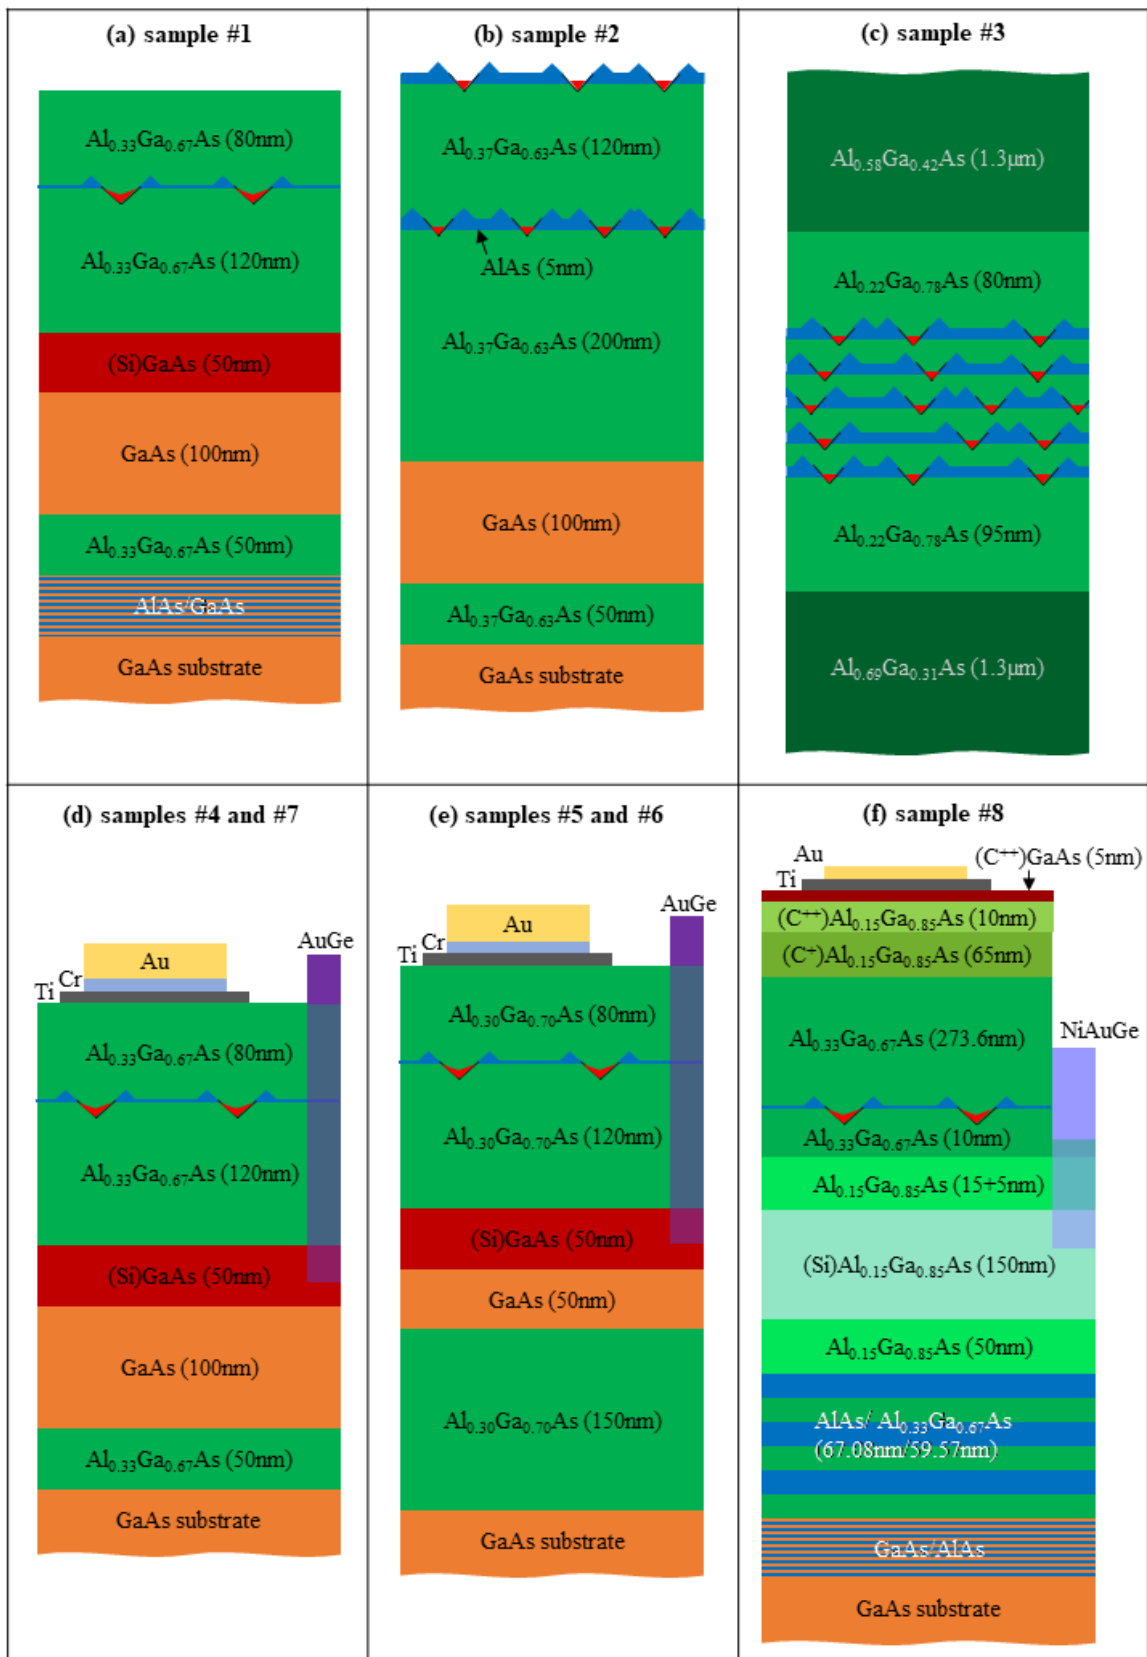 (a) sample #1
Al0.33Ga0.67As (80nm)
Al0.33Ga0.67As (120nm)
(Si)GaAs (50nm)
GaAs (100nm)
Al0.33Ga0.67As (50nm)
AlAs/GaAs
GaAs substrate
(b) sample #2
Al0.37Ga0.63As (120nm)
AlAs (5nm)
Al0.37Ga0.63As (200nm)
GaAs (100nm)
Al0.37Ga0.63As (50nm)
GaAs substrate
(c) sample #3
Al0.58Ga0.42As (1.3μm)
Al0.22Ga0.78As (80nm)
Al0.22Ga0.78As (95nm)
Al0.69Ga0.31As (1.3μm)
(d) samples #4 and #7
AuGe
Au
Cr
Ti
Al0.33Ga0.67As (80nm)
Al0.33Ga0.67As (120nm)
(Si)GaAs (50nm)
GaAs (100nm)
Al0.33Ga0.67As (50nm)
GaAs substrate
(e) samples #5 and #6
AuGe
Au
Cr
Ti
Al0.30Ga0.70As (80nm)
Al0.30Ga0.70As (120nm)
(Si)GaAs (50nm)
GaAs (50nm)
Al0.30Ga0.70As (150nm)
GaAs substrate
(f) sample #8
Au
(C++)GaAs (5nm)
Ti
(C++)Al0.15Ga0.85As (10nm)
(C+)Al0.15Ga0.85As (65nm)
Al0.33Ga0.67As (273.6nm)
NiAuGe
Al0.33Ga0.67As (10nm)
Al0.15Ga0.85As (15+5nm)
(Si)Al0.15Ga0.85As (150nm)
Al0.15Ga0.85As (50nm)
AlAs/ Al0.33Ga0.67As
(67.08nm/59.57nm)
GaAs/AlAs
GaAs substrate